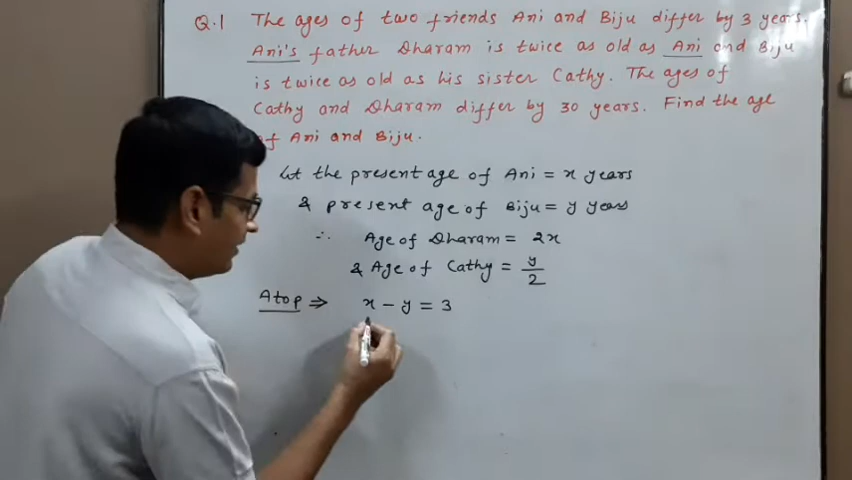 Q.1 The ages of two friends Ani and Biju differ by 3 years.
Ani's father Dharam is twice as old as Ani and Biju
is twice as old as his sister Cathy. The ages of
Cathy and Dharam differ by 30 years. Find the age
of Ani and Biju.
Let the present age of Ani = x years
& present age of Biju = y years
∴ Age of Dharam = 2x
& Age of Cathy = y/2
Atop ⇒ x - y = 3